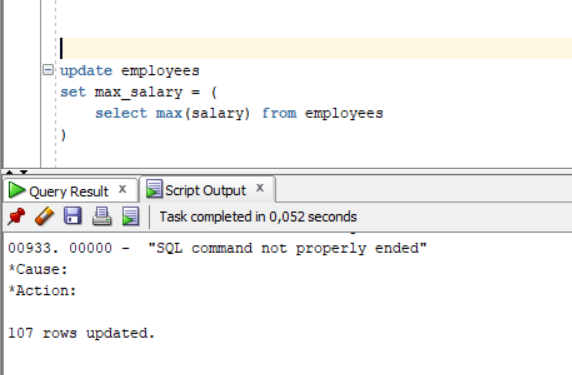 update employees
set max_salary = (
select max(salary) from employees
)
Query Result x
Script Output x
Task completed in 0,052 seconds
00933. 00000 - "SQL command not properly ended"
*Cause:
*Action:
107 rows updated.